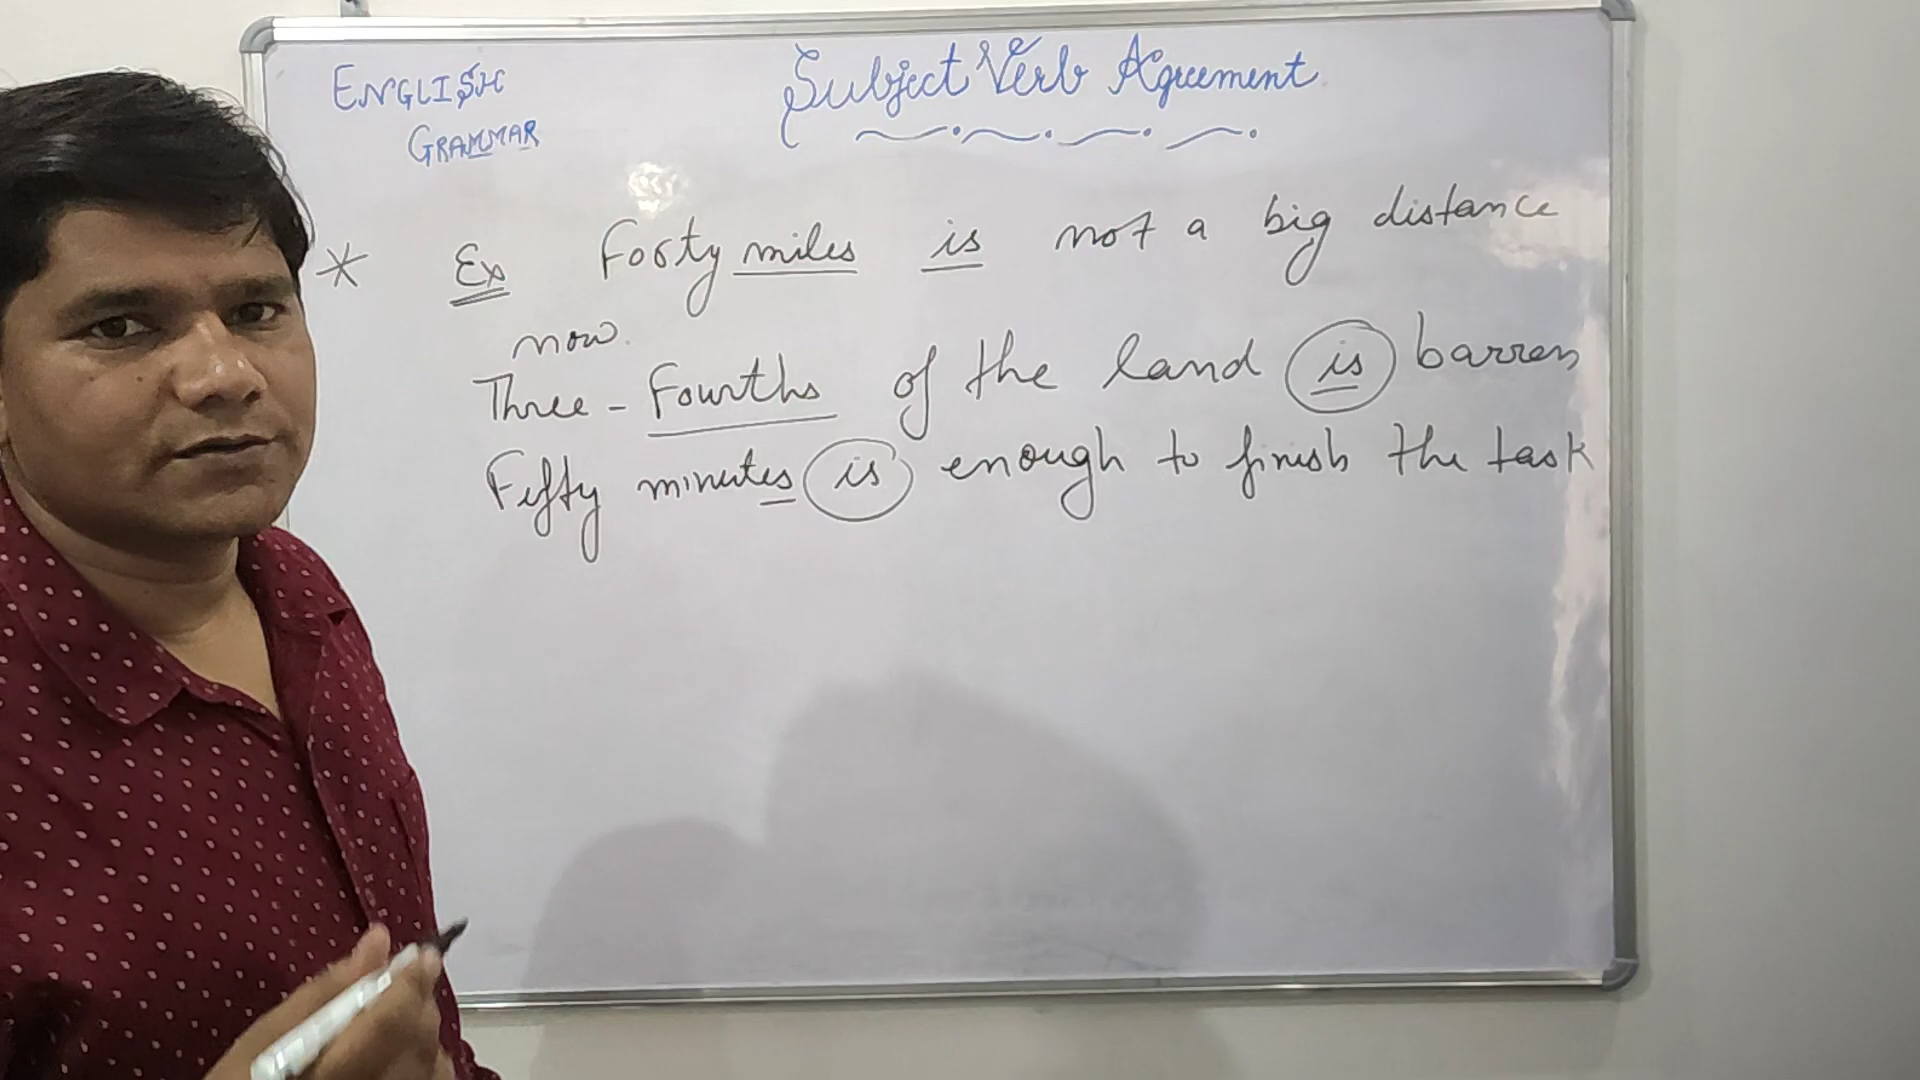 ENGLISH
GRAMMAR
Subject Verb Agreement
* Ex Forty miles is not a big distance
now.
Three - Fourths of the land is barren
Fifty minutes is enough to finish the task